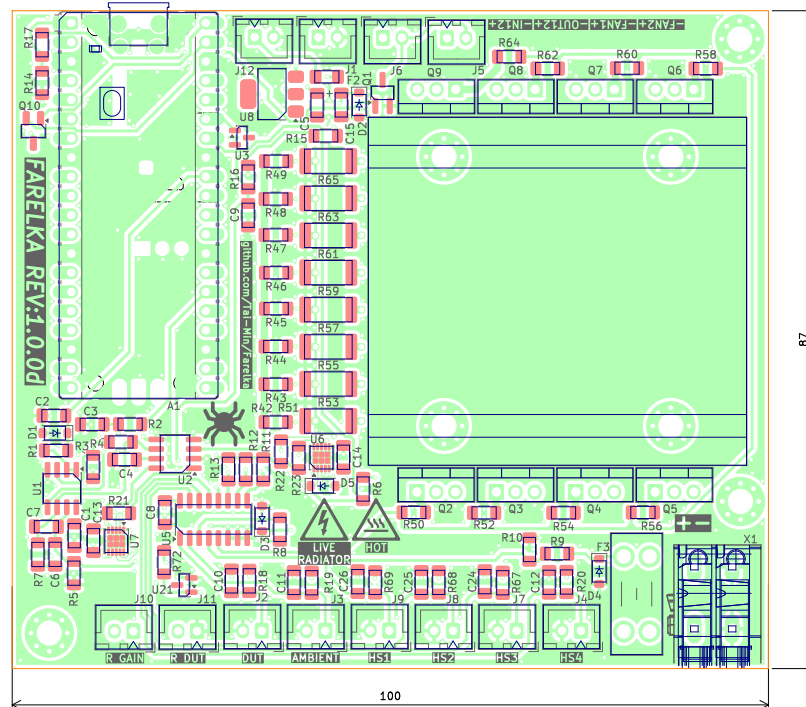 -FAN2+-FAN1+-OUT12+-IN12+
R17
R14
Q10
J12
J1
J6
J5
F2
Q1
U8
C5
C15
D2
R15
U3
R64
R62
R60
R58
Q9
Q8
Q7
Q6
R16
C9
R49
R48
R47
R46
R45
R44
R43
R42
R51
R65
R63
R61
R59
R57
R55
R53
FARELKA REV:1.0.0d
github.com/Tai-Min/Farelka
87
A1
C2
D1
R1
C3
R2
R3
R4
C4
U1
U2
R13
R12
R11
R22
R23
U6
C14
D5
R6
Q2
Q3
Q4
Q5
R50
R52
R54
R56
+-
C7
R7
C6
R5
C1
C13
R21
U7
C8
U5
R72
U21
D3
R8
LIVE
RADIATOR
HOT
R10
R9
F3
D4
X1
C10
R18
C11
R19
C26
R69
C25
R68
C24
R67
C12
R20
J10
J11
J2
J3
J9
J8
J7
J4
R GAIN
R DUT
DUT
AMBIENT
HS1
HS2
HS3
HS4
100